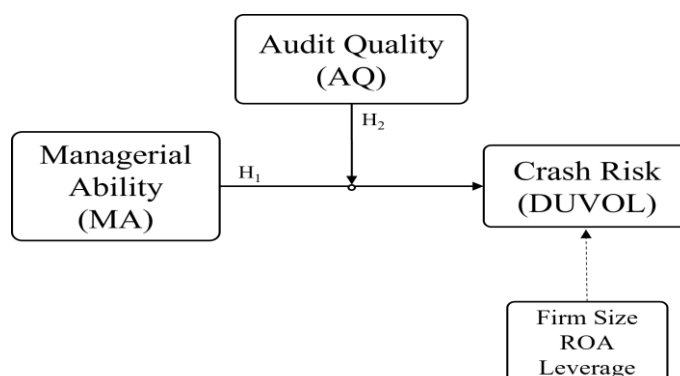 Audit Quality
(AQ)
H2
Managerial
Ability
(MA)
H1
Crash Risk
(DUVOL)
Firm Size
ROA
Leverage